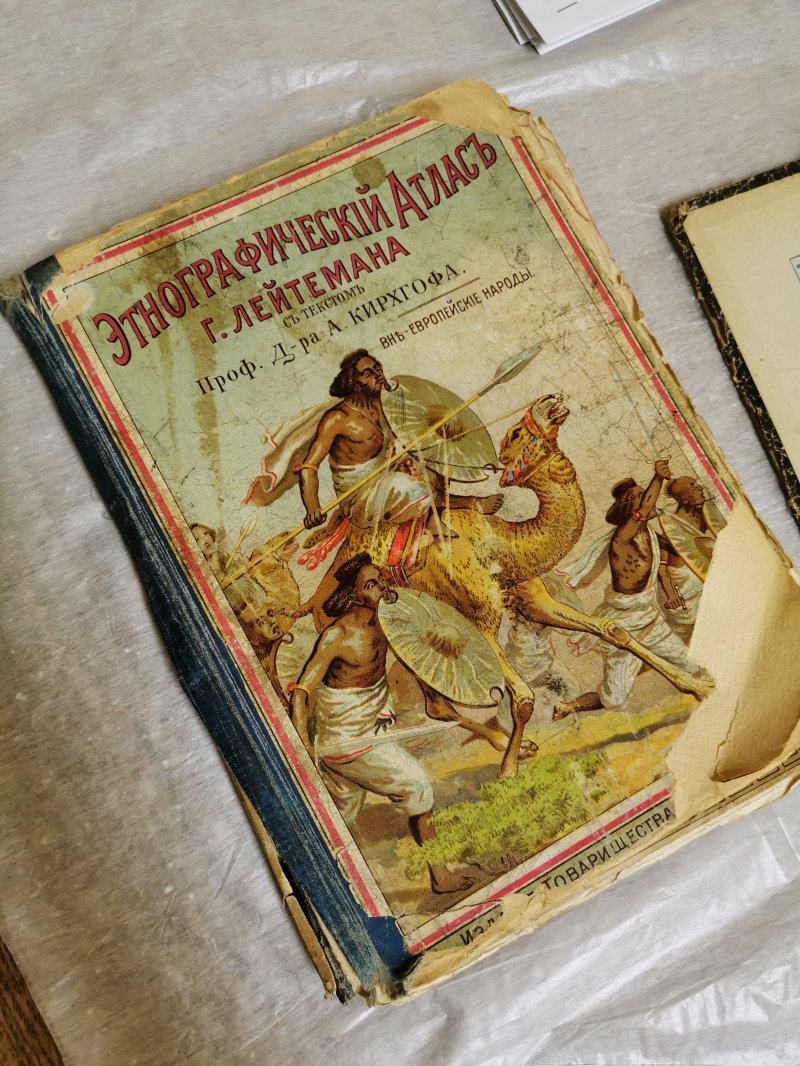 Этнографическій Атласъ
Г. Лейтемана
съ текстомъ
Проф. Д-ра А. Кирхгофа.
Внѣ-Европейскіе народы.
Товарищества